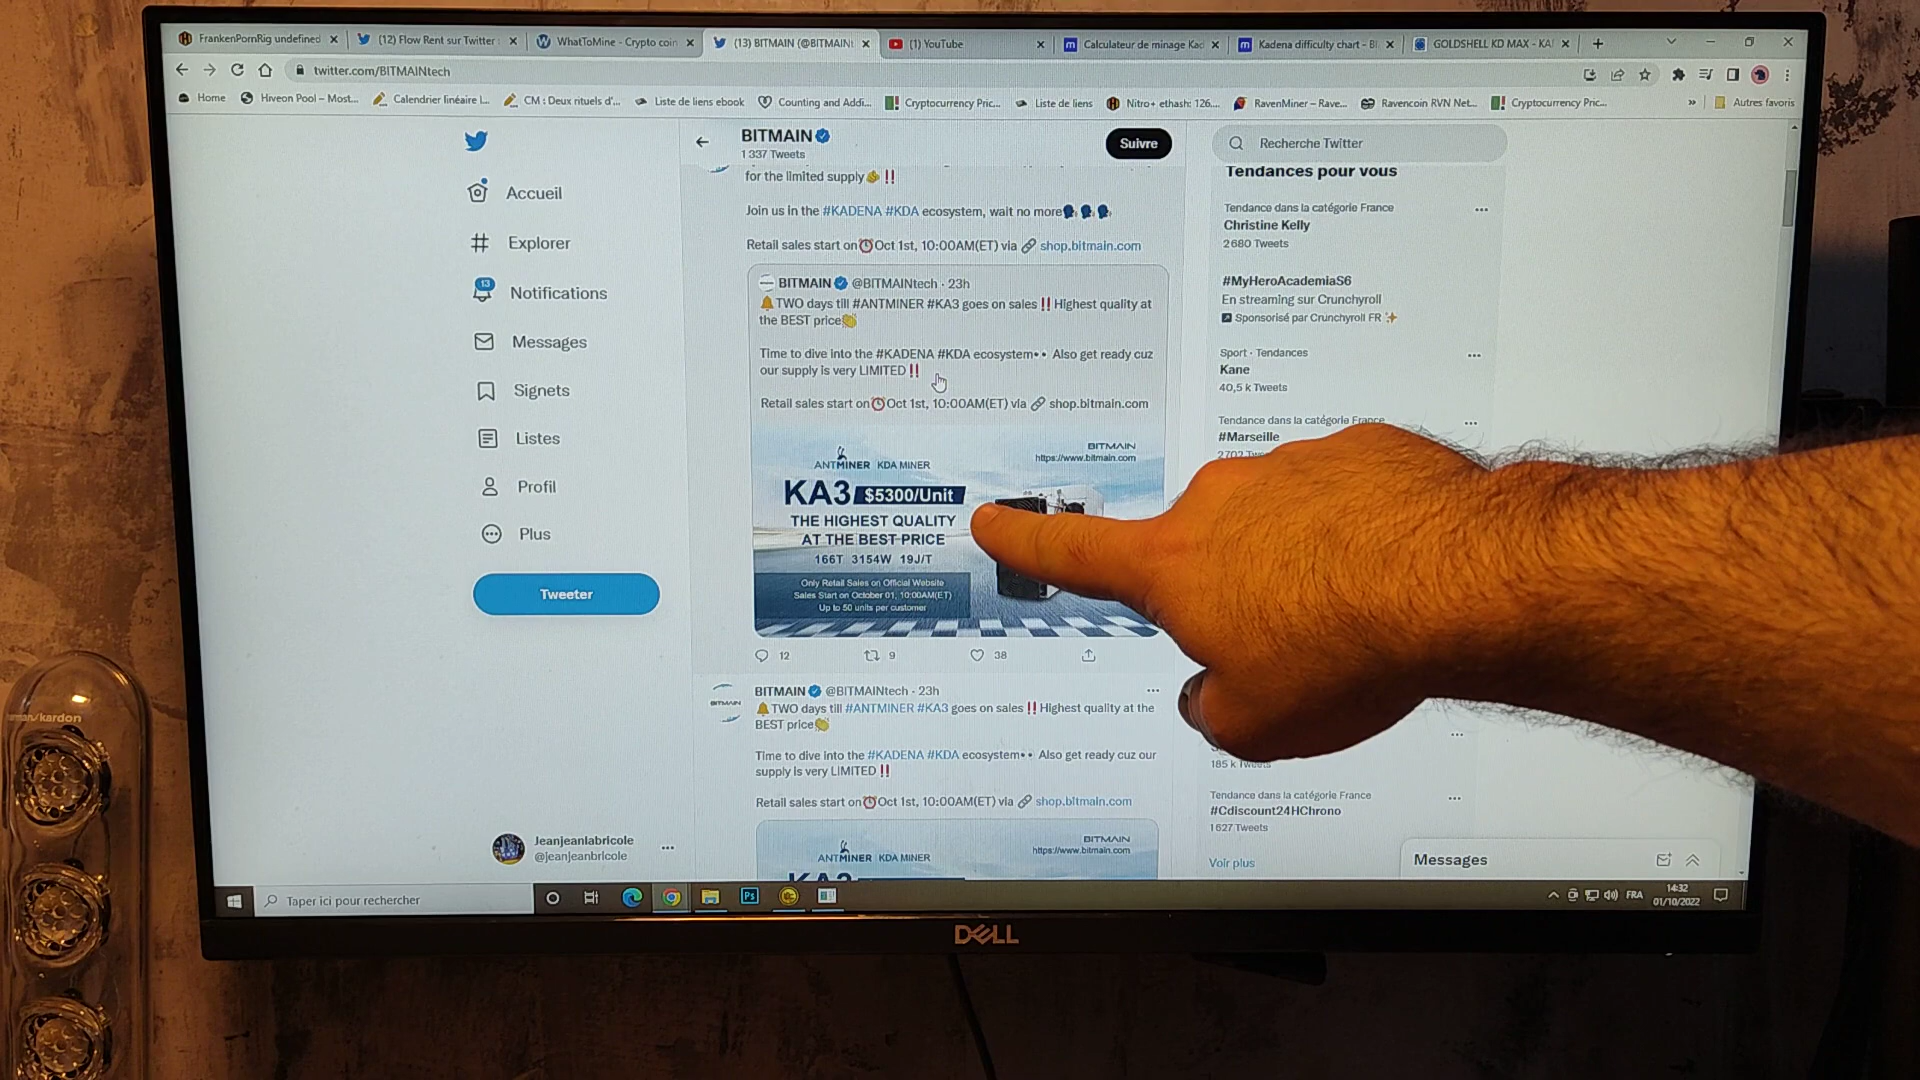 FrankenPornRig undefined
(12) Flow Rent sur Twitter :
WhatToMine - Crypto coin
(13) BITMAIN (@BITMAINt
(1) YouTube
Calculateur de minage Kad
Kadena difficulty chart - Bl
GOLDSHELL KD MAX - KA
twitter.com/BITMAINtech
Home
Hiveon Pool – Most...
Calendrier linéaire l...
CM : Deux rituels d'...
Liste de liens ebook
Counting and Addi...
Cryptocurrency Pric...
Liste de liens
Nitro+ ethash: 126....
RavenMiner – Rave...
Ravencoin RVN Net...
Cryptocurrency Pric...
Autres favoris
Accueil
Explorer
13
Notifications
Messages
Signets
Listes
Profil
Plus
Tweeter
Jeanjeanlabricole
@jeanjeanbricole
BITMAIN
1 337 Tweets
Suivre
for the limited supply ‼
Join us in the #KADENA #KDA ecosystem, wait no more
Retail sales start on Oct 1st, 10:00AM(ET) via shop.bitmain.com
BITMAIN @BITMAINtech · 23h
TWO days till #ANTMINER #KA3 goes on sales ‼ Highest quality at
the BEST price
Time to dive into the #KADENA #KDA ecosystem Also get ready cuz
our supply is very LIMITED ‼
Retail sales start on Oct 1st, 10:00AM(ET) via shop.bitmain.com
BITMAIN
https://www.bitmain.com
ANTMINER KDA MINER
KA3 $5300/Unit
THE HIGHEST QUALITY
AT THE BEST PRICE
166T 3154W 19J/T
Only Retail Sales on Official Website
Sales Start on October 01, 10:00AM(ET)
Up to 50 units per customer
12
9
38
BITMAIN
BITMAIN @BITMAINtech · 23h
TWO days till #ANTMINER #KA3 goes on sales ‼ Highest quality at the
BEST price
Time to dive into the #KADENA #KDA ecosystem Also get ready cuz our
supply is very LIMITED ‼
Retail sales start on Oct 1st, 10:00AM(ET) via shop.bitmain.com
BITMAIN
https://www.bitmain.com
ANTMINER KDA MINER
KA3
Recherche Twitter
Tendances pour vous
Tendance dans la catégorie France
Christine Kelly
2 680 Tweets
#MyHeroAcademiaS6
En streaming sur Crunchyroll
Sponsorisé par Crunchyroll FR
Sport · Tendances
Kane
40,5 k Tweets
Tendance dans la catégorie France
#Marseille
2 702
185 k Tweets
Tendance dans la catégorie France
#Cdiscount24HChrono
1 627 Tweets
Voir plus
Messages
Taper ici pour rechercher
Ps
FRA
14:32
01/10/2022
DELL
man/kardon